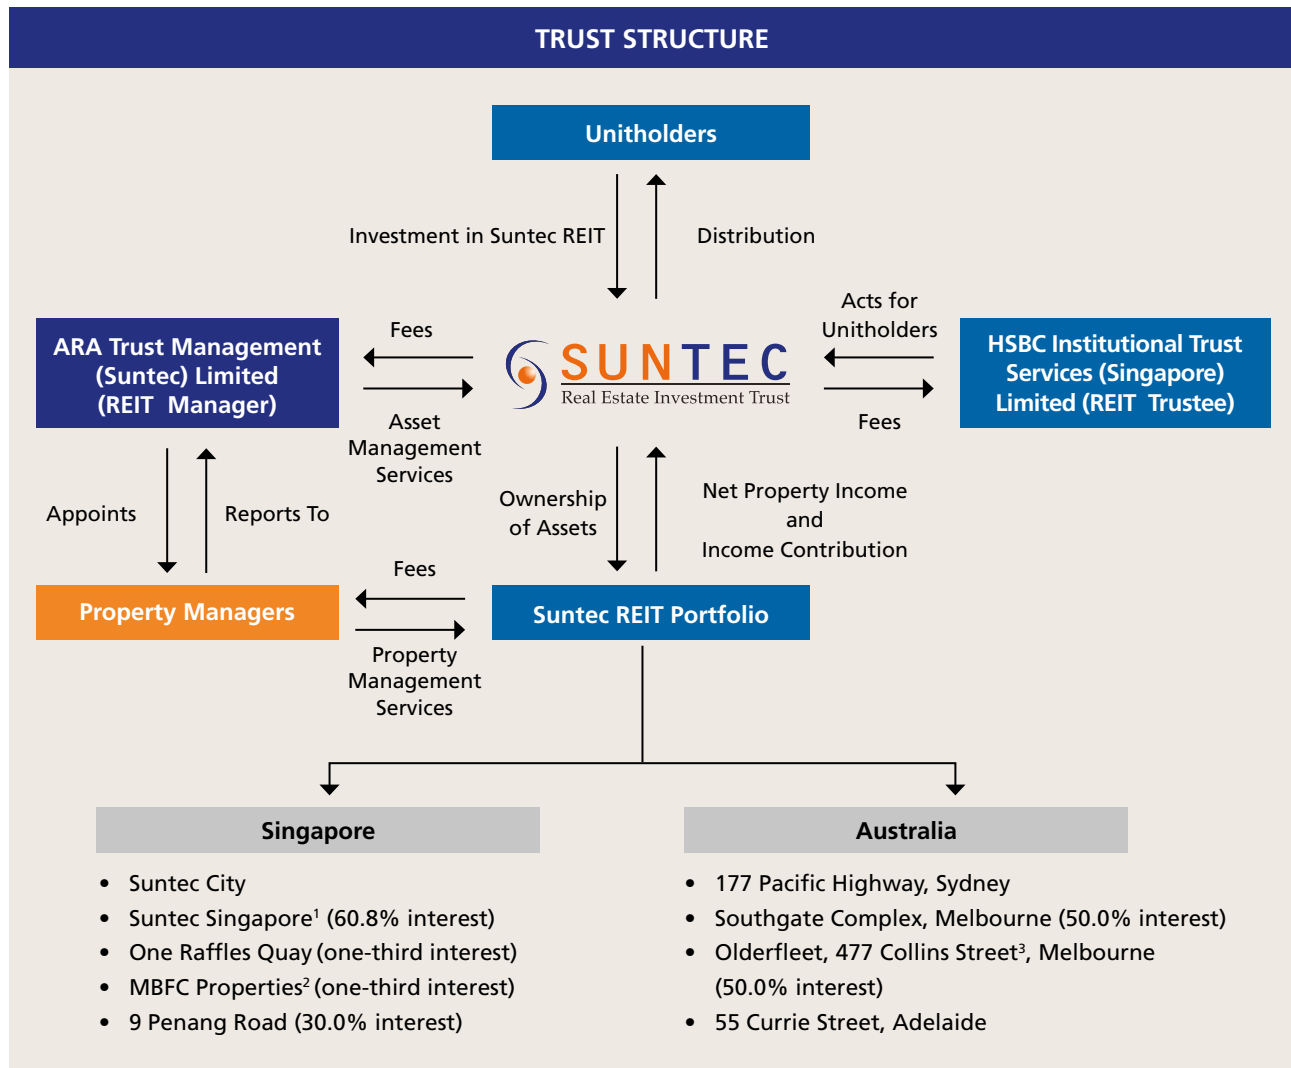 TRUST STRUCTURE
Unitholders
Investment in Suntec REIT
Distribution
ARA Trust Management
(Suntec) Limited
(REIT Manager)
Fees
Asset
Management
Services
SUNTEC
Real Estate Investment Trust
Acts for
Unitholders
Fees
HSBC Institutional Trust
Services (Singapore)
Limited (REIT Trustee)
Appoints
Reports To
Ownership
of Assets
Net Property Income
and
Income Contribution
Property Managers
Fees
Property
Management
Services
Suntec REIT Portfolio
Singapore
• Suntec City
• Suntec Singapore¹ (60.8% interest)
• One Raffles Quay (one-third interest)
• MBFC Properties² (one-third interest)
• 9 Penang Road (30.0% interest)
Australia
• 177 Pacific Highway, Sydney
• Southgate Complex, Melbourne (50.0% interest)
• Olderfleet, 477 Collins Street³, Melbourne
(50.0% interest)
• 55 Currie Street, Adelaide